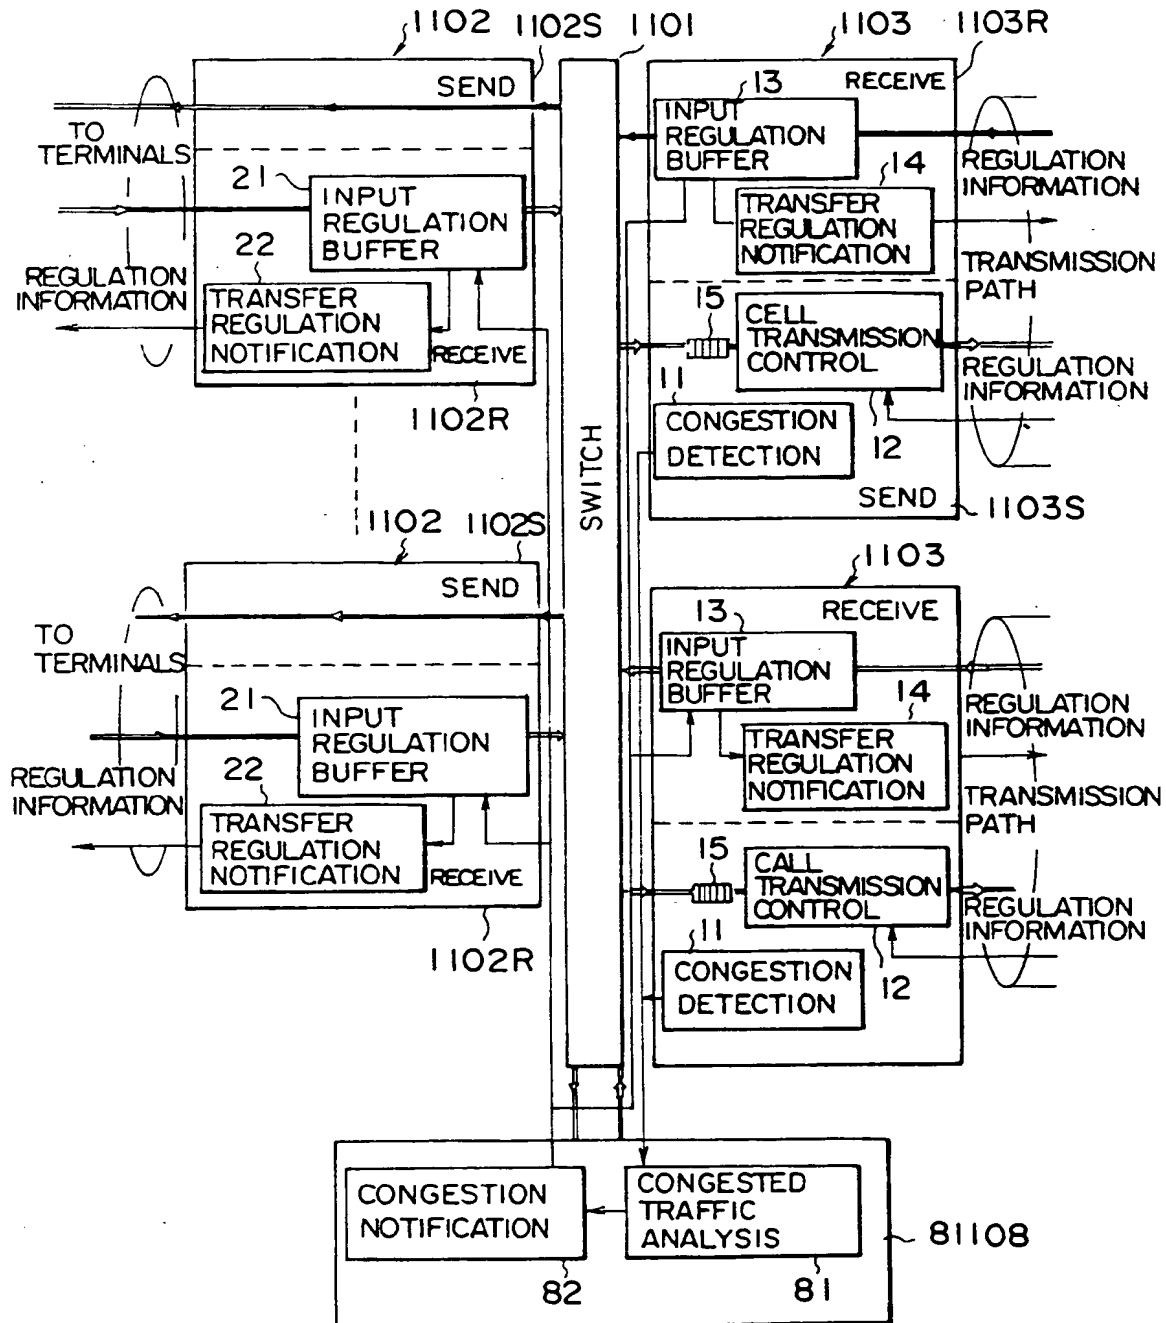 1102
1102S
1101
1103
1103R
SEND
TO
TERMINALS
21
INPUT
REGULATION
BUFFER
22
REGULATION
INFORMATION
TRANSFER
REGULATION
NOTIFICATION
RECEIVE
1102R
SWITCH
13
RECEIVE
INPUT
REGULATION
BUFFER
14
REGULATION
INFORMATION
TRANSFER
REGULATION
NOTIFICATION
TRANSMISSION
PATH
15
CELL
TRANSMISSION
CONTROL
REGULATION
INFORMATION
11
CONGESTION
DETECTION
12
SEND
1103S
1102
1102S
SEND
TO
TERMINALS
21
INPUT
REGULATION
BUFFER
22
REGULATION
INFORMATION
TRANSFER
REGULATION
NOTIFICATION
RECEIVE
1102R
1103
RECEIVE
13
INPUT
REGULATION
BUFFER
14
REGULATION
INFORMATION
TRANSFER
REGULATION
NOTIFICATION
TRANSMISSION
PATH
15
CALL
TRANSMISSION
CONTROL
REGULATION
INFORMATION
11
CONGESTION
DETECTION
12
CONGESTION
NOTIFICATION
82
CONGESTED
TRAFFIC
ANALYSIS
81
81108